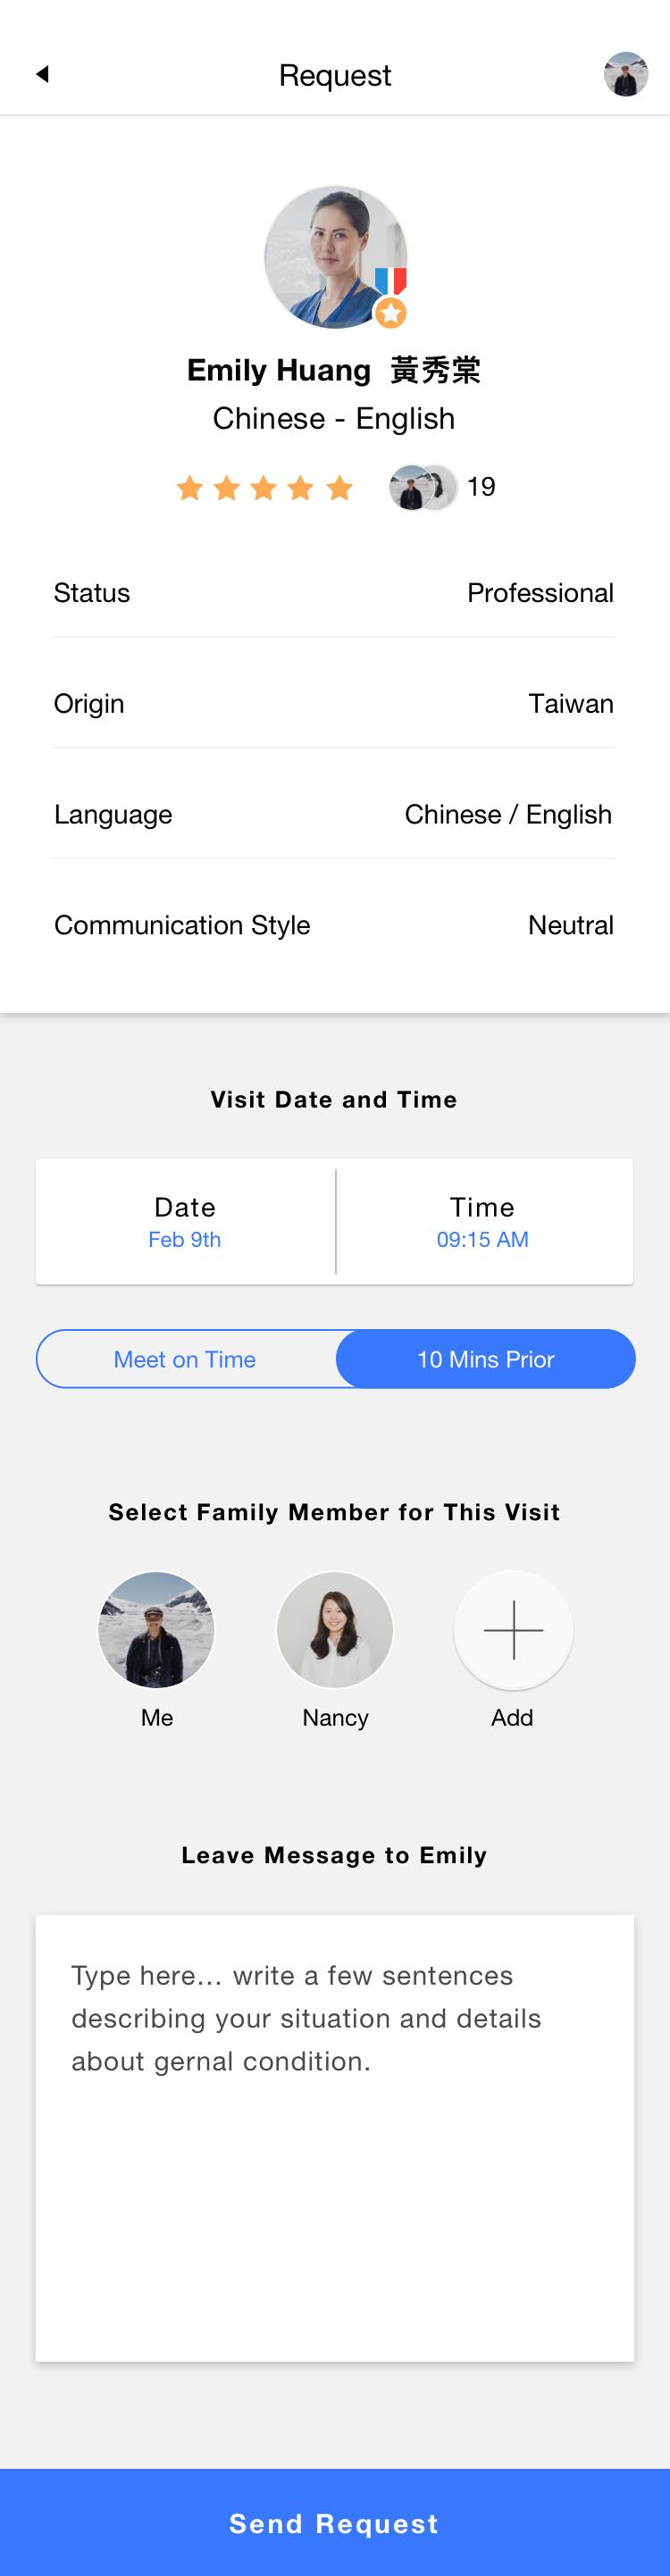 Request
Emily Huang 黃秀棠
Chinese - English
19
Status Professional
Origin Taiwan
Language Chinese / English
Communication Style Neutral
Visit Date and Time
Date Time
Feb 9th 09:15 AM
Meet on Time 10 Mins Prior
Select Family Member for This Visit
Me Nancy Add
Leave Message to Emily
Type here... write a few sentences
describing your situation and details
about gernal condition.
Send Request